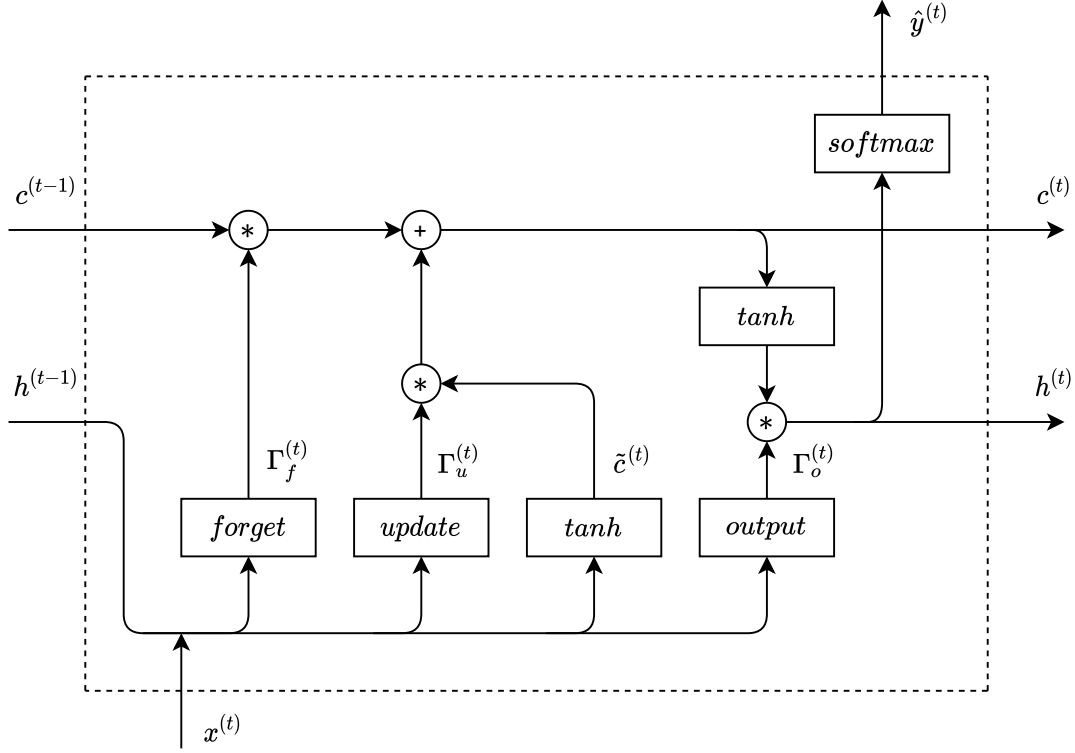 ŷ^(t)
softmax
c^(t−1)
c^(t)
*
+
tanh
h^(t−1)
*
h^(t)
*
Γ_f^(t)
Γ_u^(t)
c̃^(t)
Γ_o^(t)
forget
update
tanh
output
x^(t)